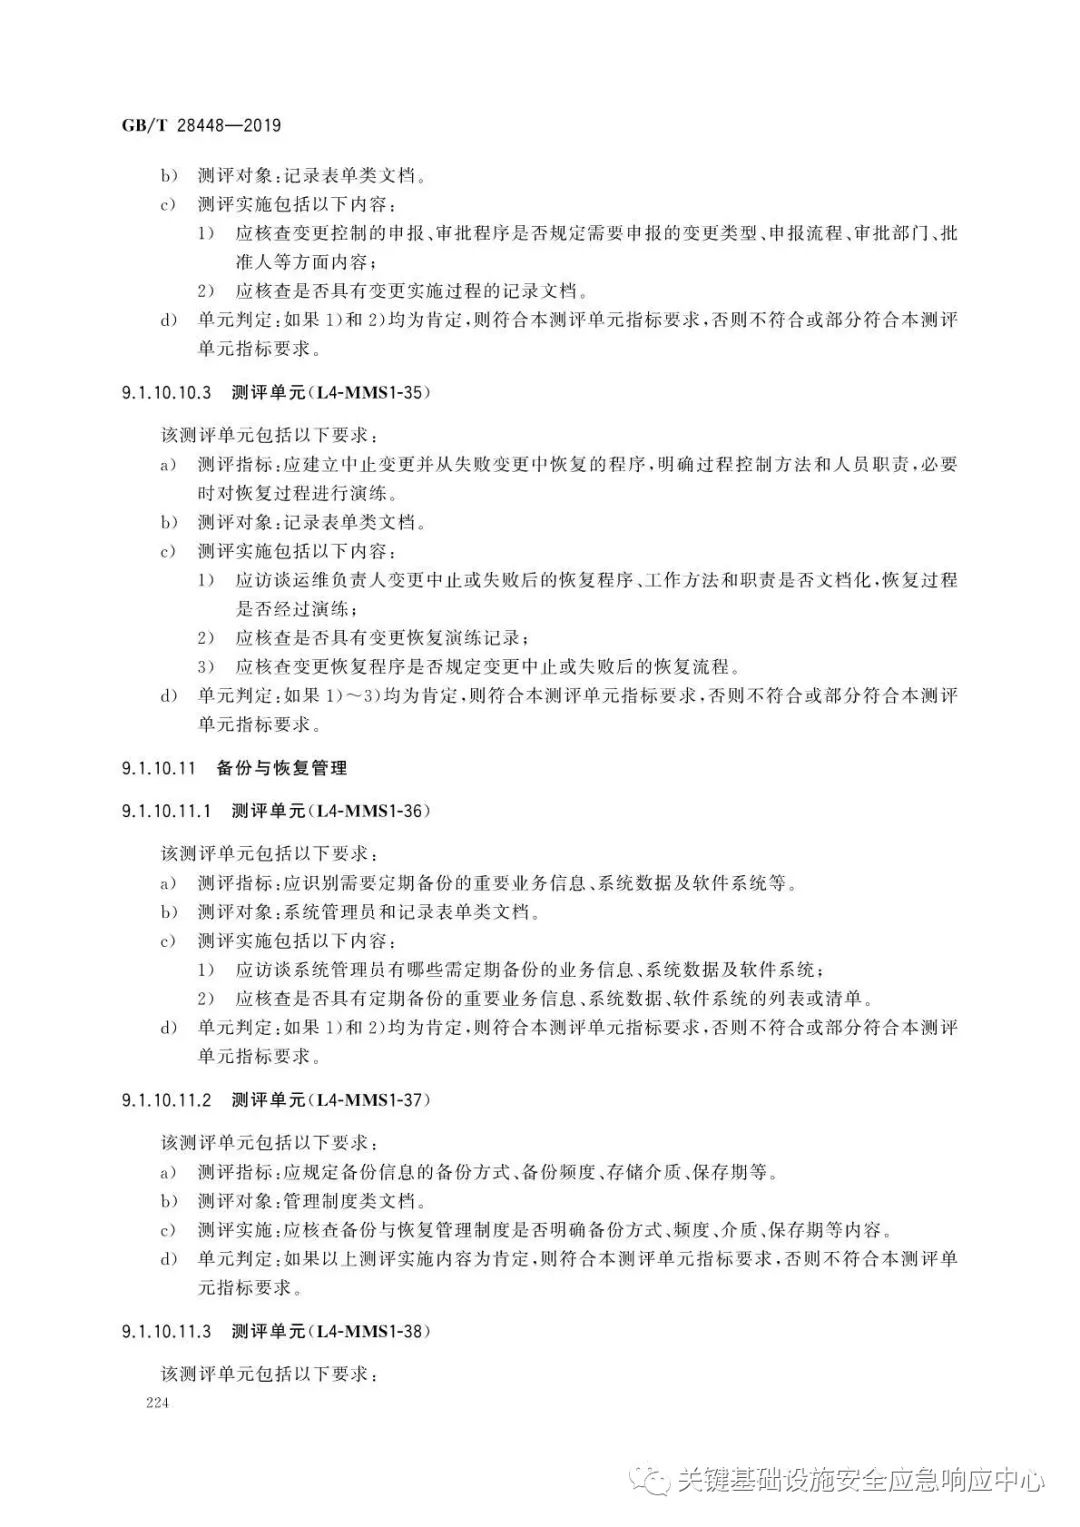 GB/T 28448—2019
b) 测评对象:记录表单类文档。
c) 测评实施包括以下内容:
1) 应核查变更控制的申报、审批程序是否规定需要申报的变更类型、申报流程、审批部门、批
准人等方面内容;
2) 应核查是否具有变更实施过程的记录文档。
d) 单元判定:如果 1)和 2)均为肯定,则符合本测评单元指标要求,否则不符合或部分符合本测评
单元指标要求。
9.1.10.10.3 测评单元(L4-MMS1-35)
该测评单元包括以下要求:
a) 测评指标:应建立中止变更并从失败变更中恢复的程序,明确过程控制方法和人员职责,必要
时对恢复过程进行演练。
b) 测评对象:记录表单类文档。
c) 测评实施包括以下内容:
1) 应访谈运维负责人变更中止或失败后的恢复程序、工作方法和职责是否文档化,恢复过程
是否经过演练;
2) 应核查是否具有变更恢复演练记录;
3) 应核查变更恢复程序是否规定变更中止或失败后的恢复流程。
d) 单元判定:如果 1)～3)均为肯定,则符合本测评单元指标要求,否则不符合或部分符合本测评
单元指标要求。
9.1.10.11 备份与恢复管理
9.1.10.11.1 测评单元(L4-MMS1-36)
该测评单元包括以下要求:
a) 测评指标:应识别需要定期备份的重要业务信息、系统数据及软件系统等。
b) 测评对象:系统管理员和记录表单类文档。
c) 测评实施包括以下内容:
1) 应访谈系统管理员有哪些需定期备份的业务信息、系统数据及软件系统;
2) 应核查是否具有定期备份的重要业务信息、系统数据、软件系统的列表或清单。
d) 单元判定:如果 1)和 2)均为肯定,则符合本测评单元指标要求,否则不符合或部分符合本测评
单元指标要求。
9.1.10.11.2 测评单元(L4-MMS1-37)
该测评单元包括以下要求:
a) 测评指标:应规定备份信息的备份方式、备份频度、存储介质、保存期等。
b) 测评对象:管理制度类文档。
c) 测评实施:应核查备份与恢复管理制度是否明确备份方式、频度、介质、保存期等内容。
d) 单元判定:如果以上测评实施内容为肯定,则符合本测评单元指标要求,否则不符合本测评单
元指标要求。
9.1.10.11.3 测评单元(L4-MMS1-38)
该测评单元包括以下要求:
224
关键基础设施安全应急响应中心